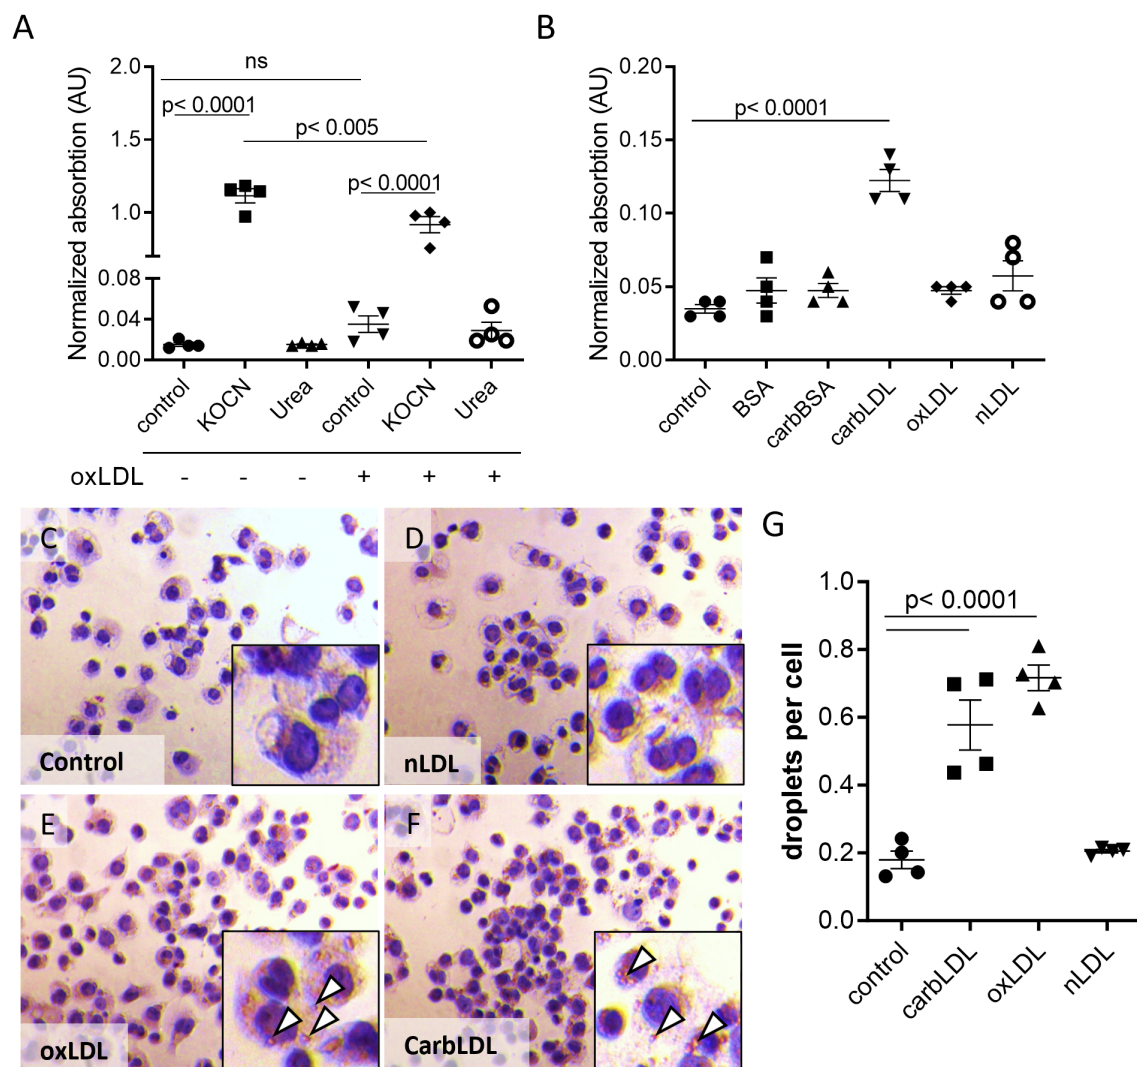 A
B
Normalized absorbtion (AU)
2.0
1.5
1.0
0.08
0.04
0.00
ns
p< 0.0001
p< 0.005
p< 0.0001
control
KOCN
Urea
control
KOCN
Urea
oxLDL - - - + + +
Normalized absorbtion (AU)
0.20
0.15
0.10
0.05
0.00
p< 0.0001
control
BSA
carbBSA
carbLDL
oxLDL
nLDL
C
Control
D
nLDL
E
oxLDL
F
CarbLDL
G
droplets per cell
1.0
0.8
0.6
0.4
0.2
0.0
p< 0.0001
control
carbLDL
oxLDL
nLDL